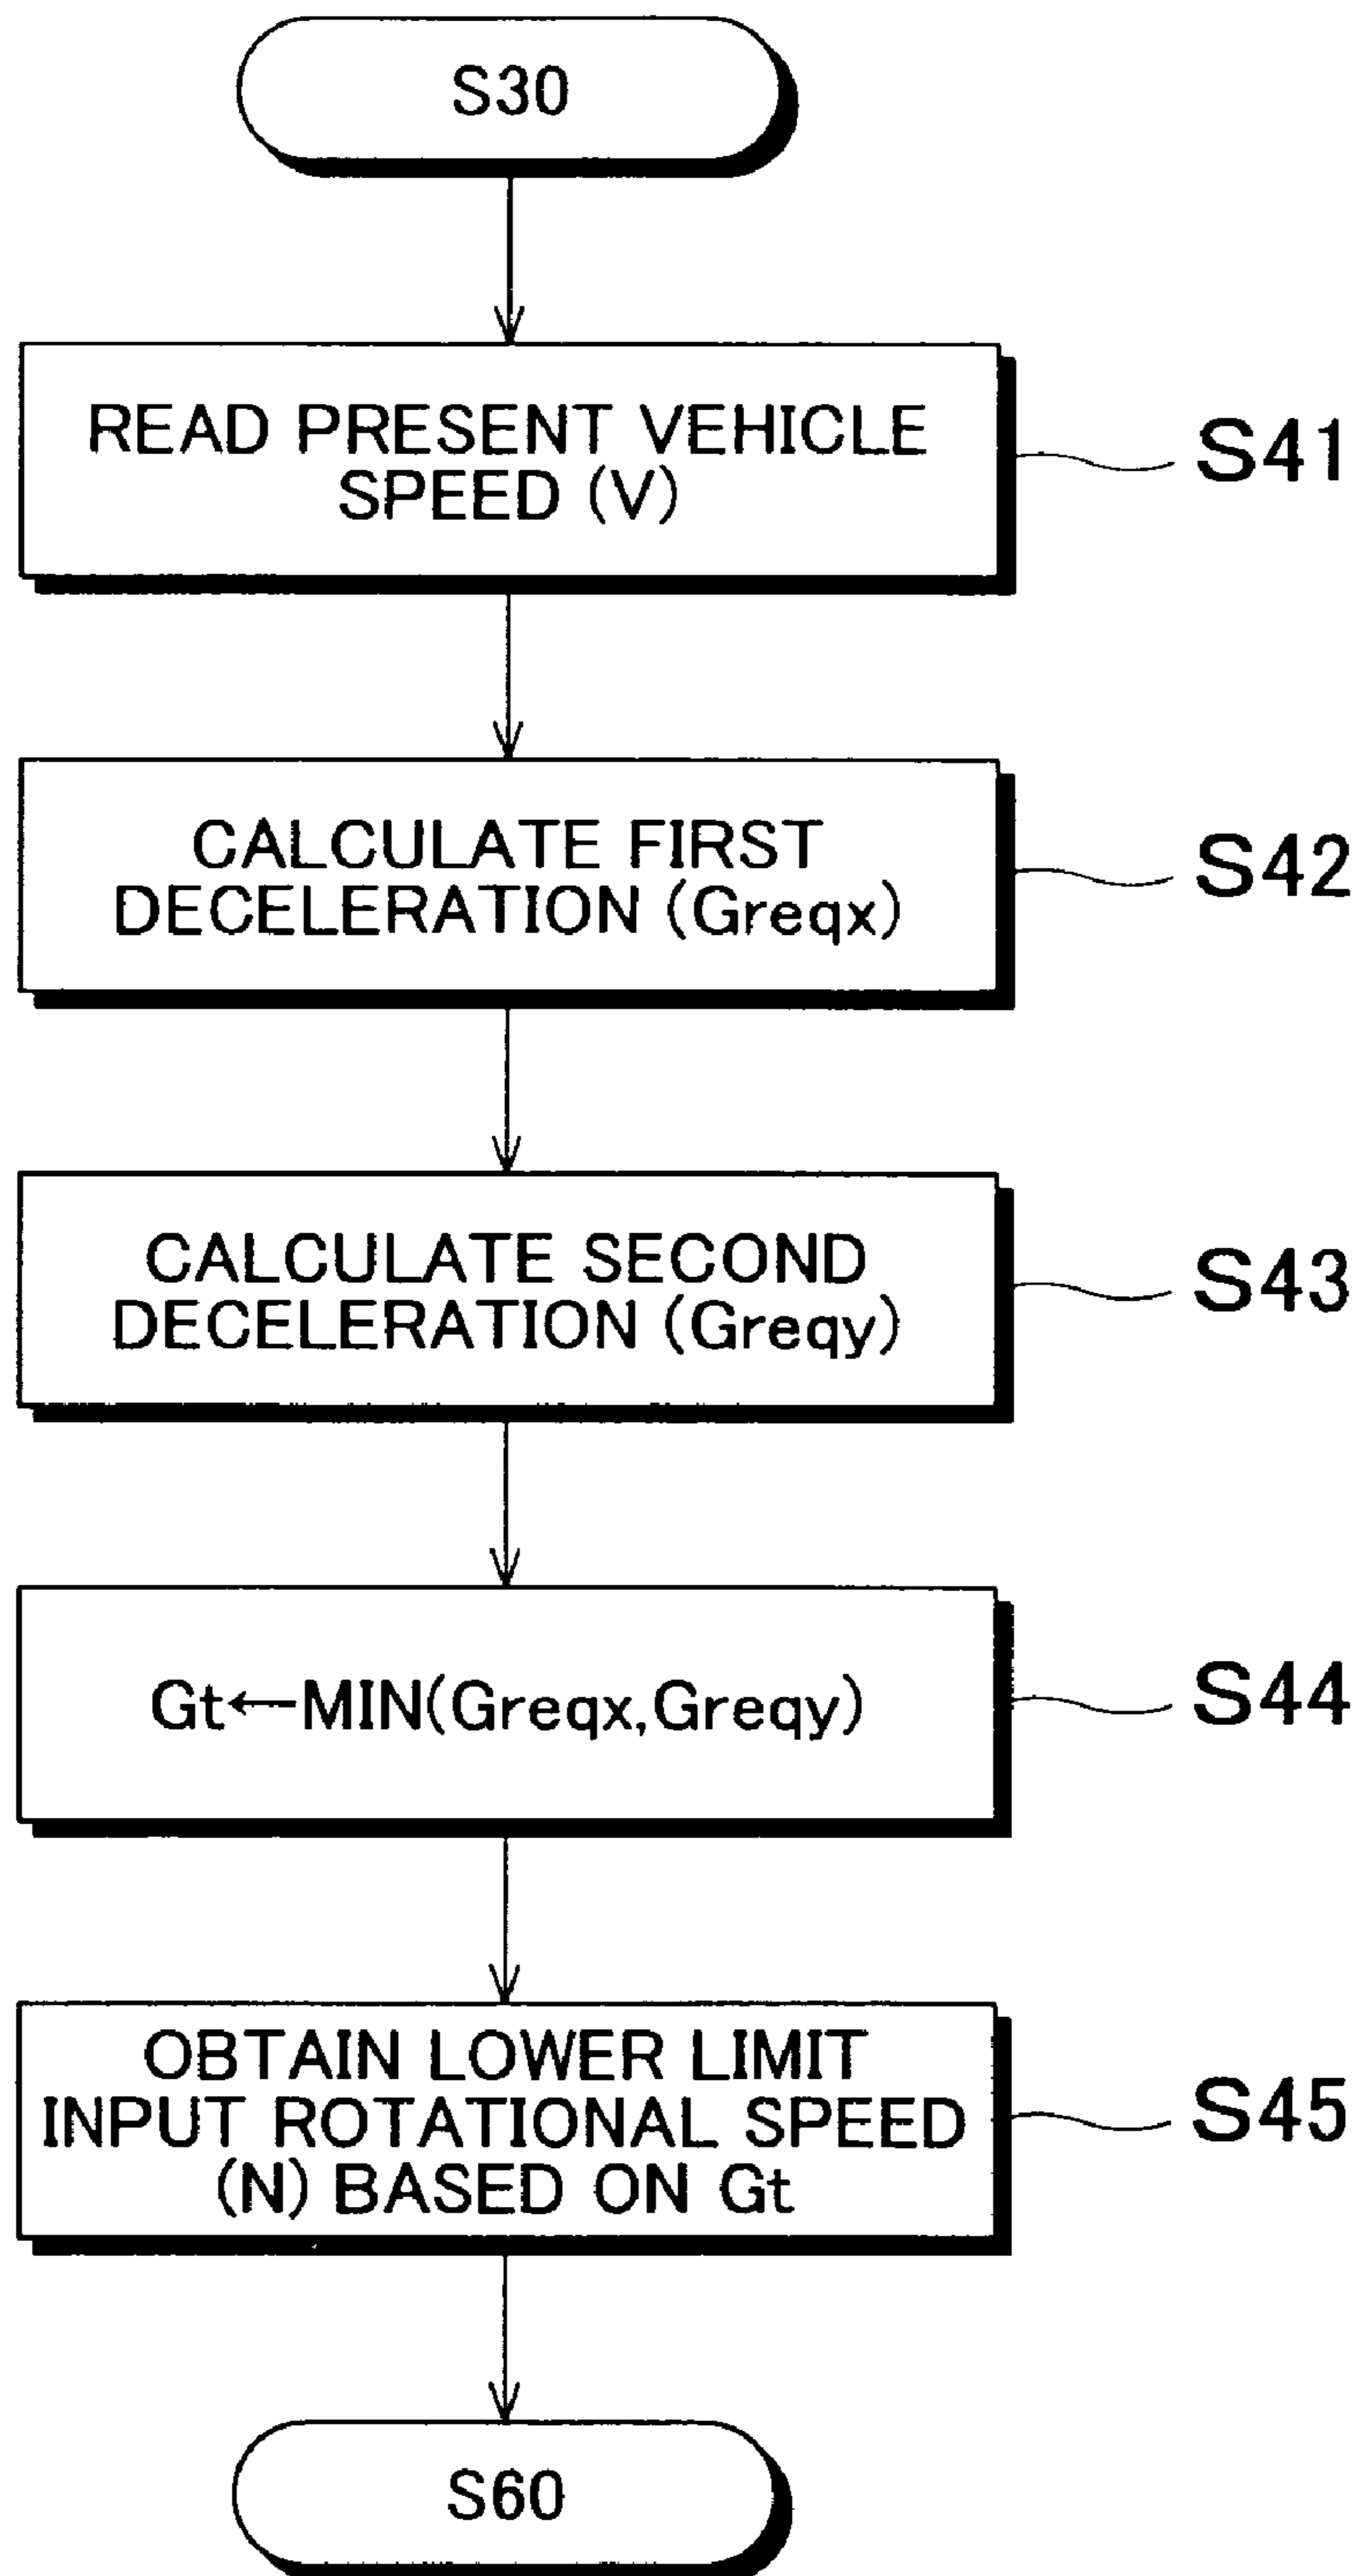 S30
READ PRESENT VEHICLE
SPEED (V)
S41
CALCULATE FIRST
DECELERATION (Greqx)
S42
CALCULATE SECOND
DECELERATION (Greqy)
S43
Gt←MIN(Greqx,Greqy)
S44
OBTAIN LOWER LIMIT
INPUT ROTATIONAL SPEED
(N) BASED ON Gt
S45
S60